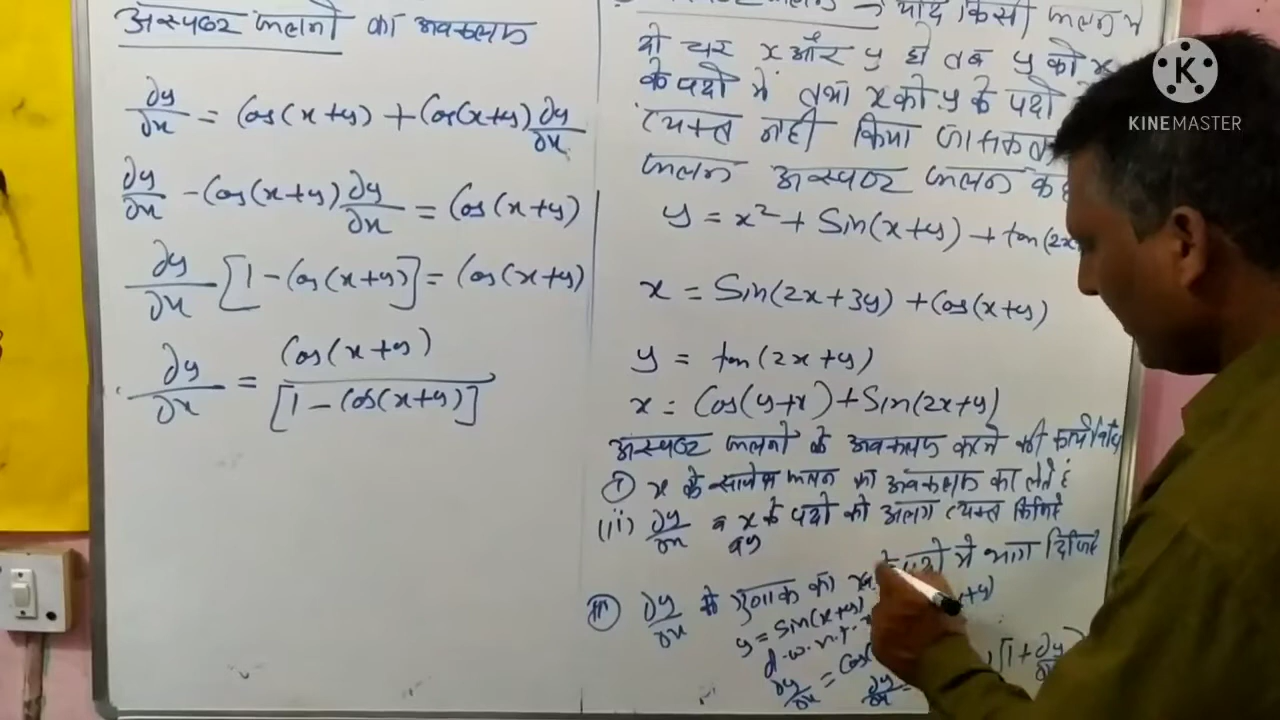 अस्पष्ट फलनों का अवकलन
∂y/∂x = Cos(x+y) + Cos(x+y) ∂y/∂x
∂y/∂x - Cos(x+y) ∂y/∂x = Cos(x+y)
∂y/∂x [1 - Cos(x+y)] = Cos(x+y)
∂y/∂x = Cos(x+y) / [1 - Cos(x+y)]
यदि किसी फलन में
दो चर x और y हो तब y को x
के पदों में तथा x को y के पदों
व्यक्त नहीं किया जा सकता
फलन अस्पष्ट फलन कह
y = x² + Sin(x+y) + tan(2x
x = Sin(2x+3y) + Cos(x+y)
y = tan(2x+y)
x = Cos(y+x) + Sin(2x+y)
अस्पष्ट फलनों के अवकलन करने की कार्यविधि
(I) x के सापेक्ष फलन का अवकलन कर लेते हैं
(ii) ∂y/∂x व x के पदों को अलग व्यक्त किजिए
व y
(III) ∂y/∂x के गुणांक का पदों में भाग दिजिए
y = Sin(x+y)
d.w.r.
∂y/∂x = Cos
∂y/∂x =
[1 + ∂y/∂x]
KINEMASTER